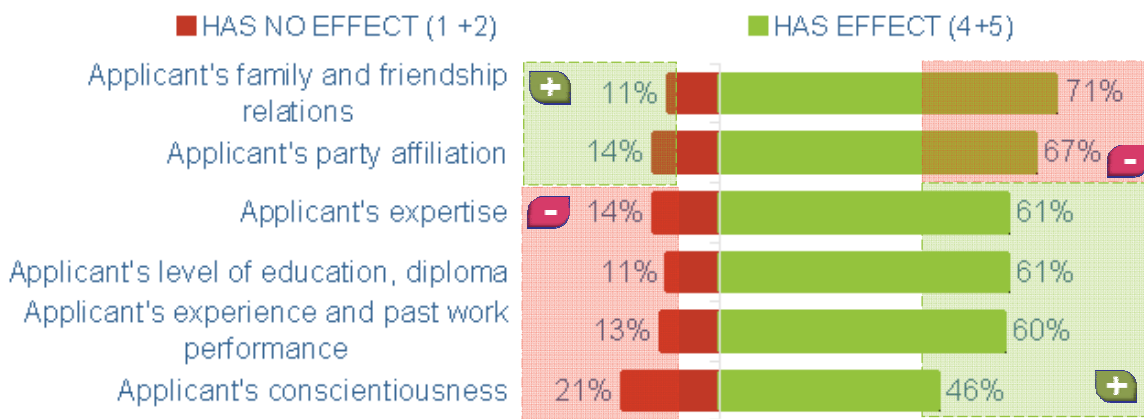 HAS NO EFFECT (1 +2)
HAS EFFECT (4+5)
Applicant's family and friendship
relations
+
11%
71%
Applicant's party affiliation
14%
67%
-
Applicant's expertise
-
14%
61%
Applicant's level of education, diploma
11%
61%
Applicant's experience and past work
performance
13%
60%
Applicant's conscientiousness
21%
46%
+